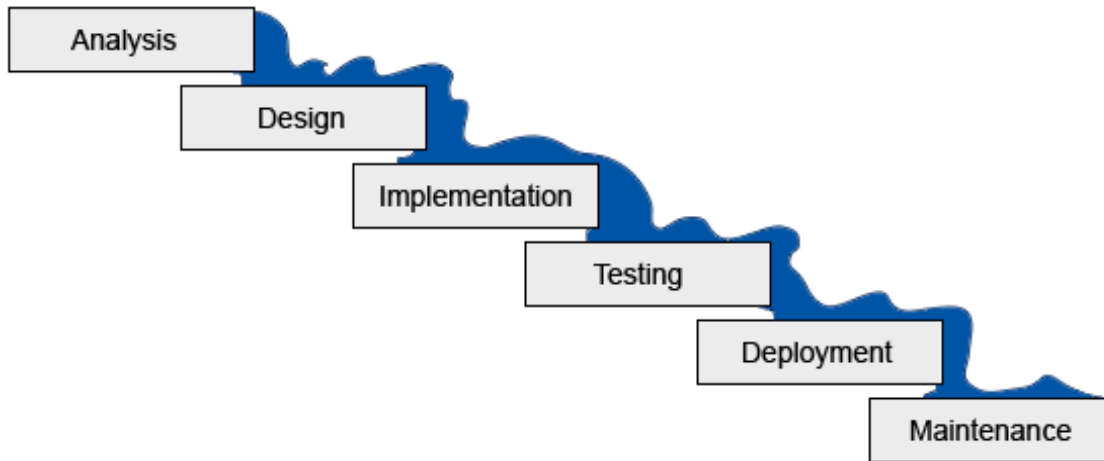 Analysis
Design
Implementation
Testing
Deployment
Maintenance